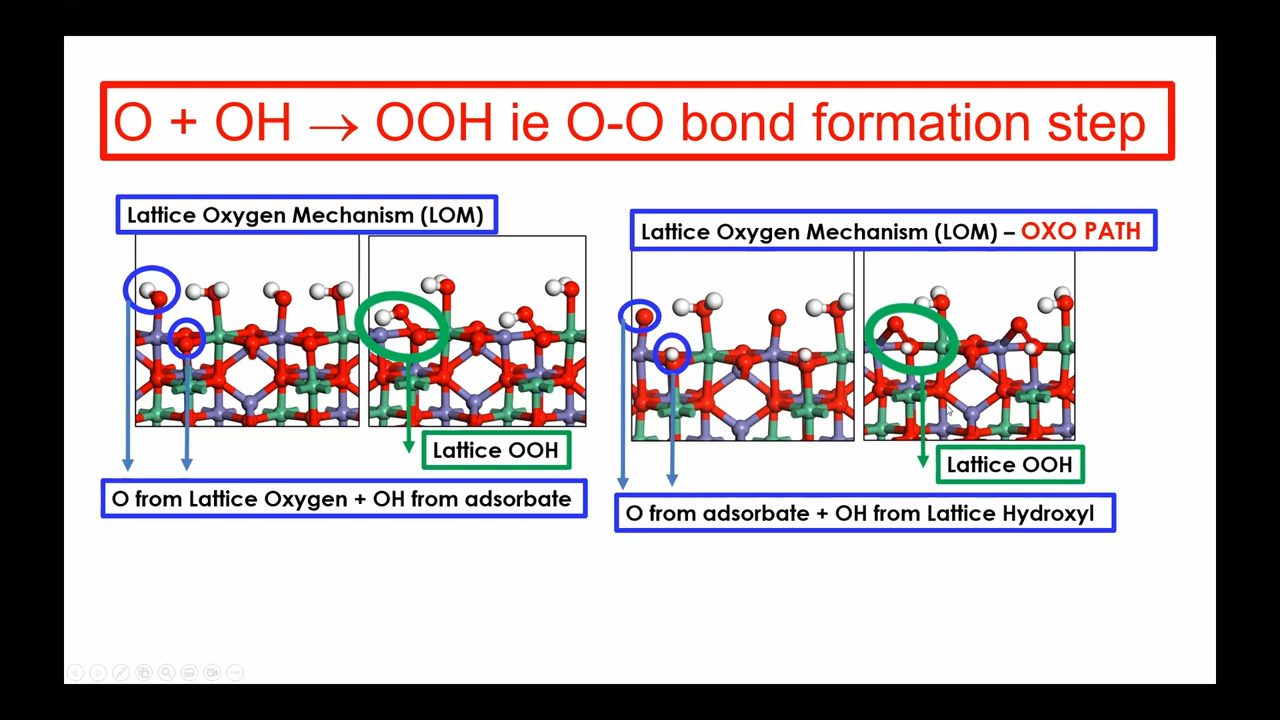 O + OH → OOH ie O-O bond formation step
Lattice Oxygen Mechanism (LOM)
Lattice OOH
O from Lattice Oxygen + OH from adsorbate
Lattice Oxygen Mechanism (LOM) – OXO PATH
Lattice OOH
O from adsorbate + OH from Lattice Hydroxyl